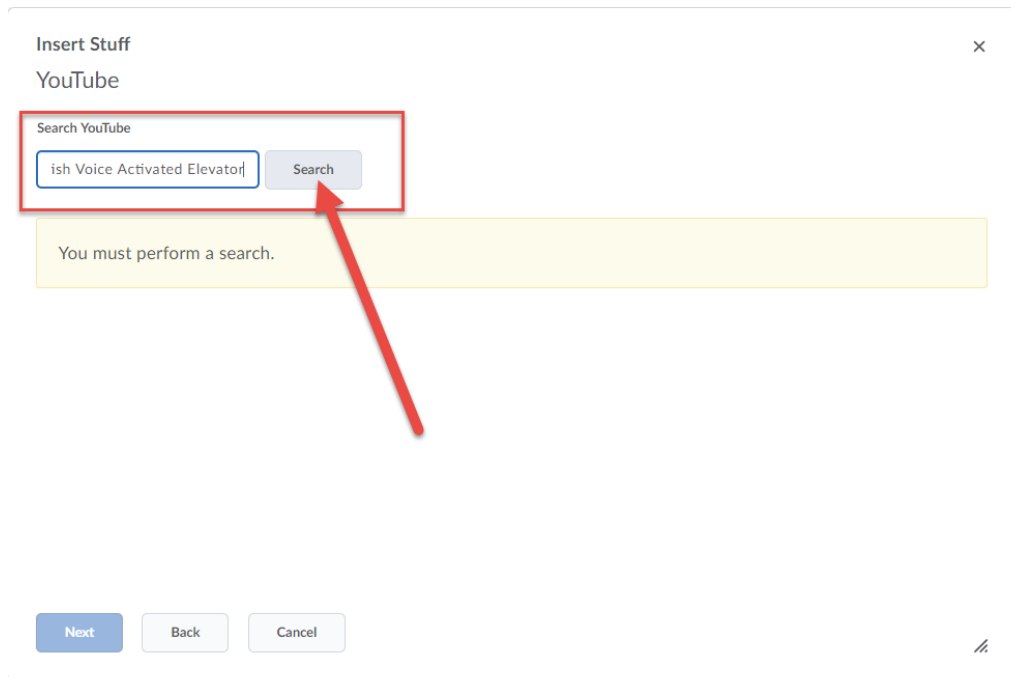 Insert Stuff
YouTube
Search YouTube
ish Voice Activated Elevator Search
You must perform a search.
Next Back Cancel